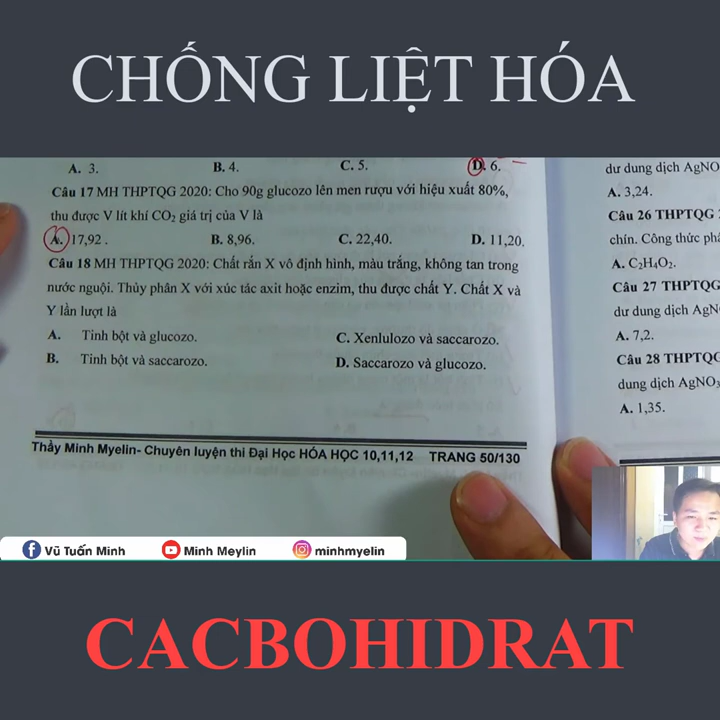 CHỐNG LIỆT HÓA
A. 3. B. 4. C. 5. D. 6.
Câu 17 MH THPTQG 2020: Cho 90g glucozo lên men rượu với hiệu xuất 80%,
thu được V lít khí CO₂ giá trị của V là
A. 17,92 . B. 8,96. C. 22,40. D. 11,20.
Câu 18 MH THPTQG 2020: Chất rắn X vô định hình, màu trắng, không tan trong
nước nguội. Thủy phân X với xúc tác axit hoặc enzim, thu được chất Y. Chất X và
Y lần lượt là
A. Tinh bột và glucozo. C. Xenlulozo và saccarozo.
B. Tinh bột và saccarozo. D. Saccarozo và glucozo.
Thầy Minh Myelin- Chuyên luyện thi Đại Học HÓA HỌC 10,11,12 TRANG 50/130
dư dung dịch AgNO
A. 3,24.
Câu 26 THPTQG
chín. Công thức phâ
A. C₂H₄O₂.
Câu 27 THPTQG
dư dung dịch AgN
A. 7,2.
Câu 28 THPTQG
dung dịch AgNO₃
A. 1,35.
Vũ Tuấn Minh Minh Meylin minhmyelin
CACBOHIDRAT